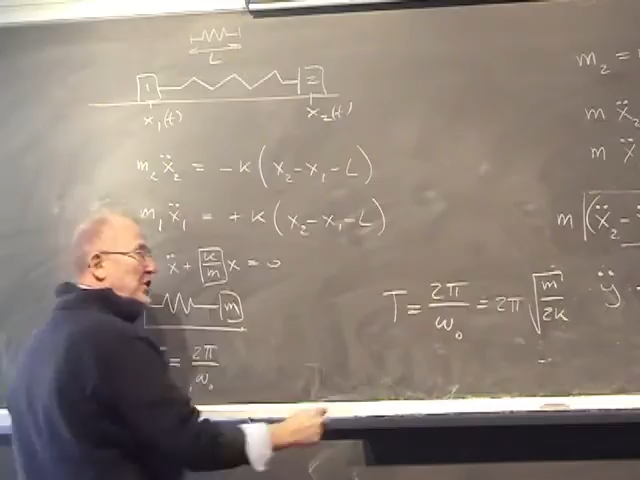 L
1 2
x₁(t) x₂(t)
m₂ẍ₂ = -k(x₂-x₁-L)
m₁ẍ₁ = +k(x₂-x₁-L)
ẍ + k/m x = 0
m
= 2π/ω₀
m₂ =
m ẍ₂
m ẍ
m (ẍ₂ -
T = 2π/ω₀ = 2π√(m/2k) ÿ